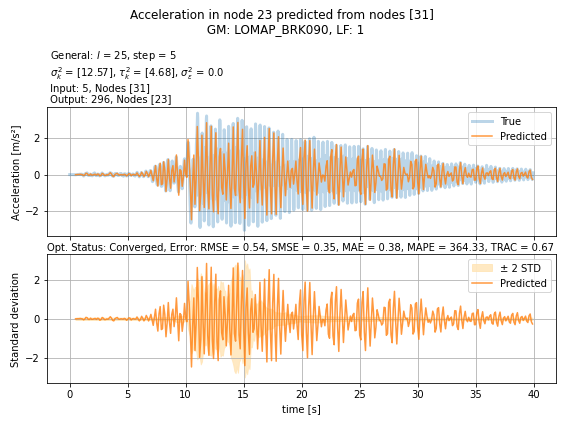 Acceleration in node 23 predicted from nodes [31]
GM: LOMAP_BRK090, LF: 1
General: l = 25, step = 5
σ²ₖ = [12.57], τ²ₖ = [4.68], σ²ε = 0.0
Input: 5, Nodes [31]
Output: 296, Nodes [23]
Acceleration [m/s²]
2
0
−2
True
Predicted
Opt. Status: Converged, Error: RMSE = 0.54, SMSE = 0.35, MAE = 0.38, MAPE = 364.33, TRAC = 0.67
Standard deviation
2
0
−2
± 2 STD
Predicted
0 5 10 15 20 25 30 35 40
time [s]